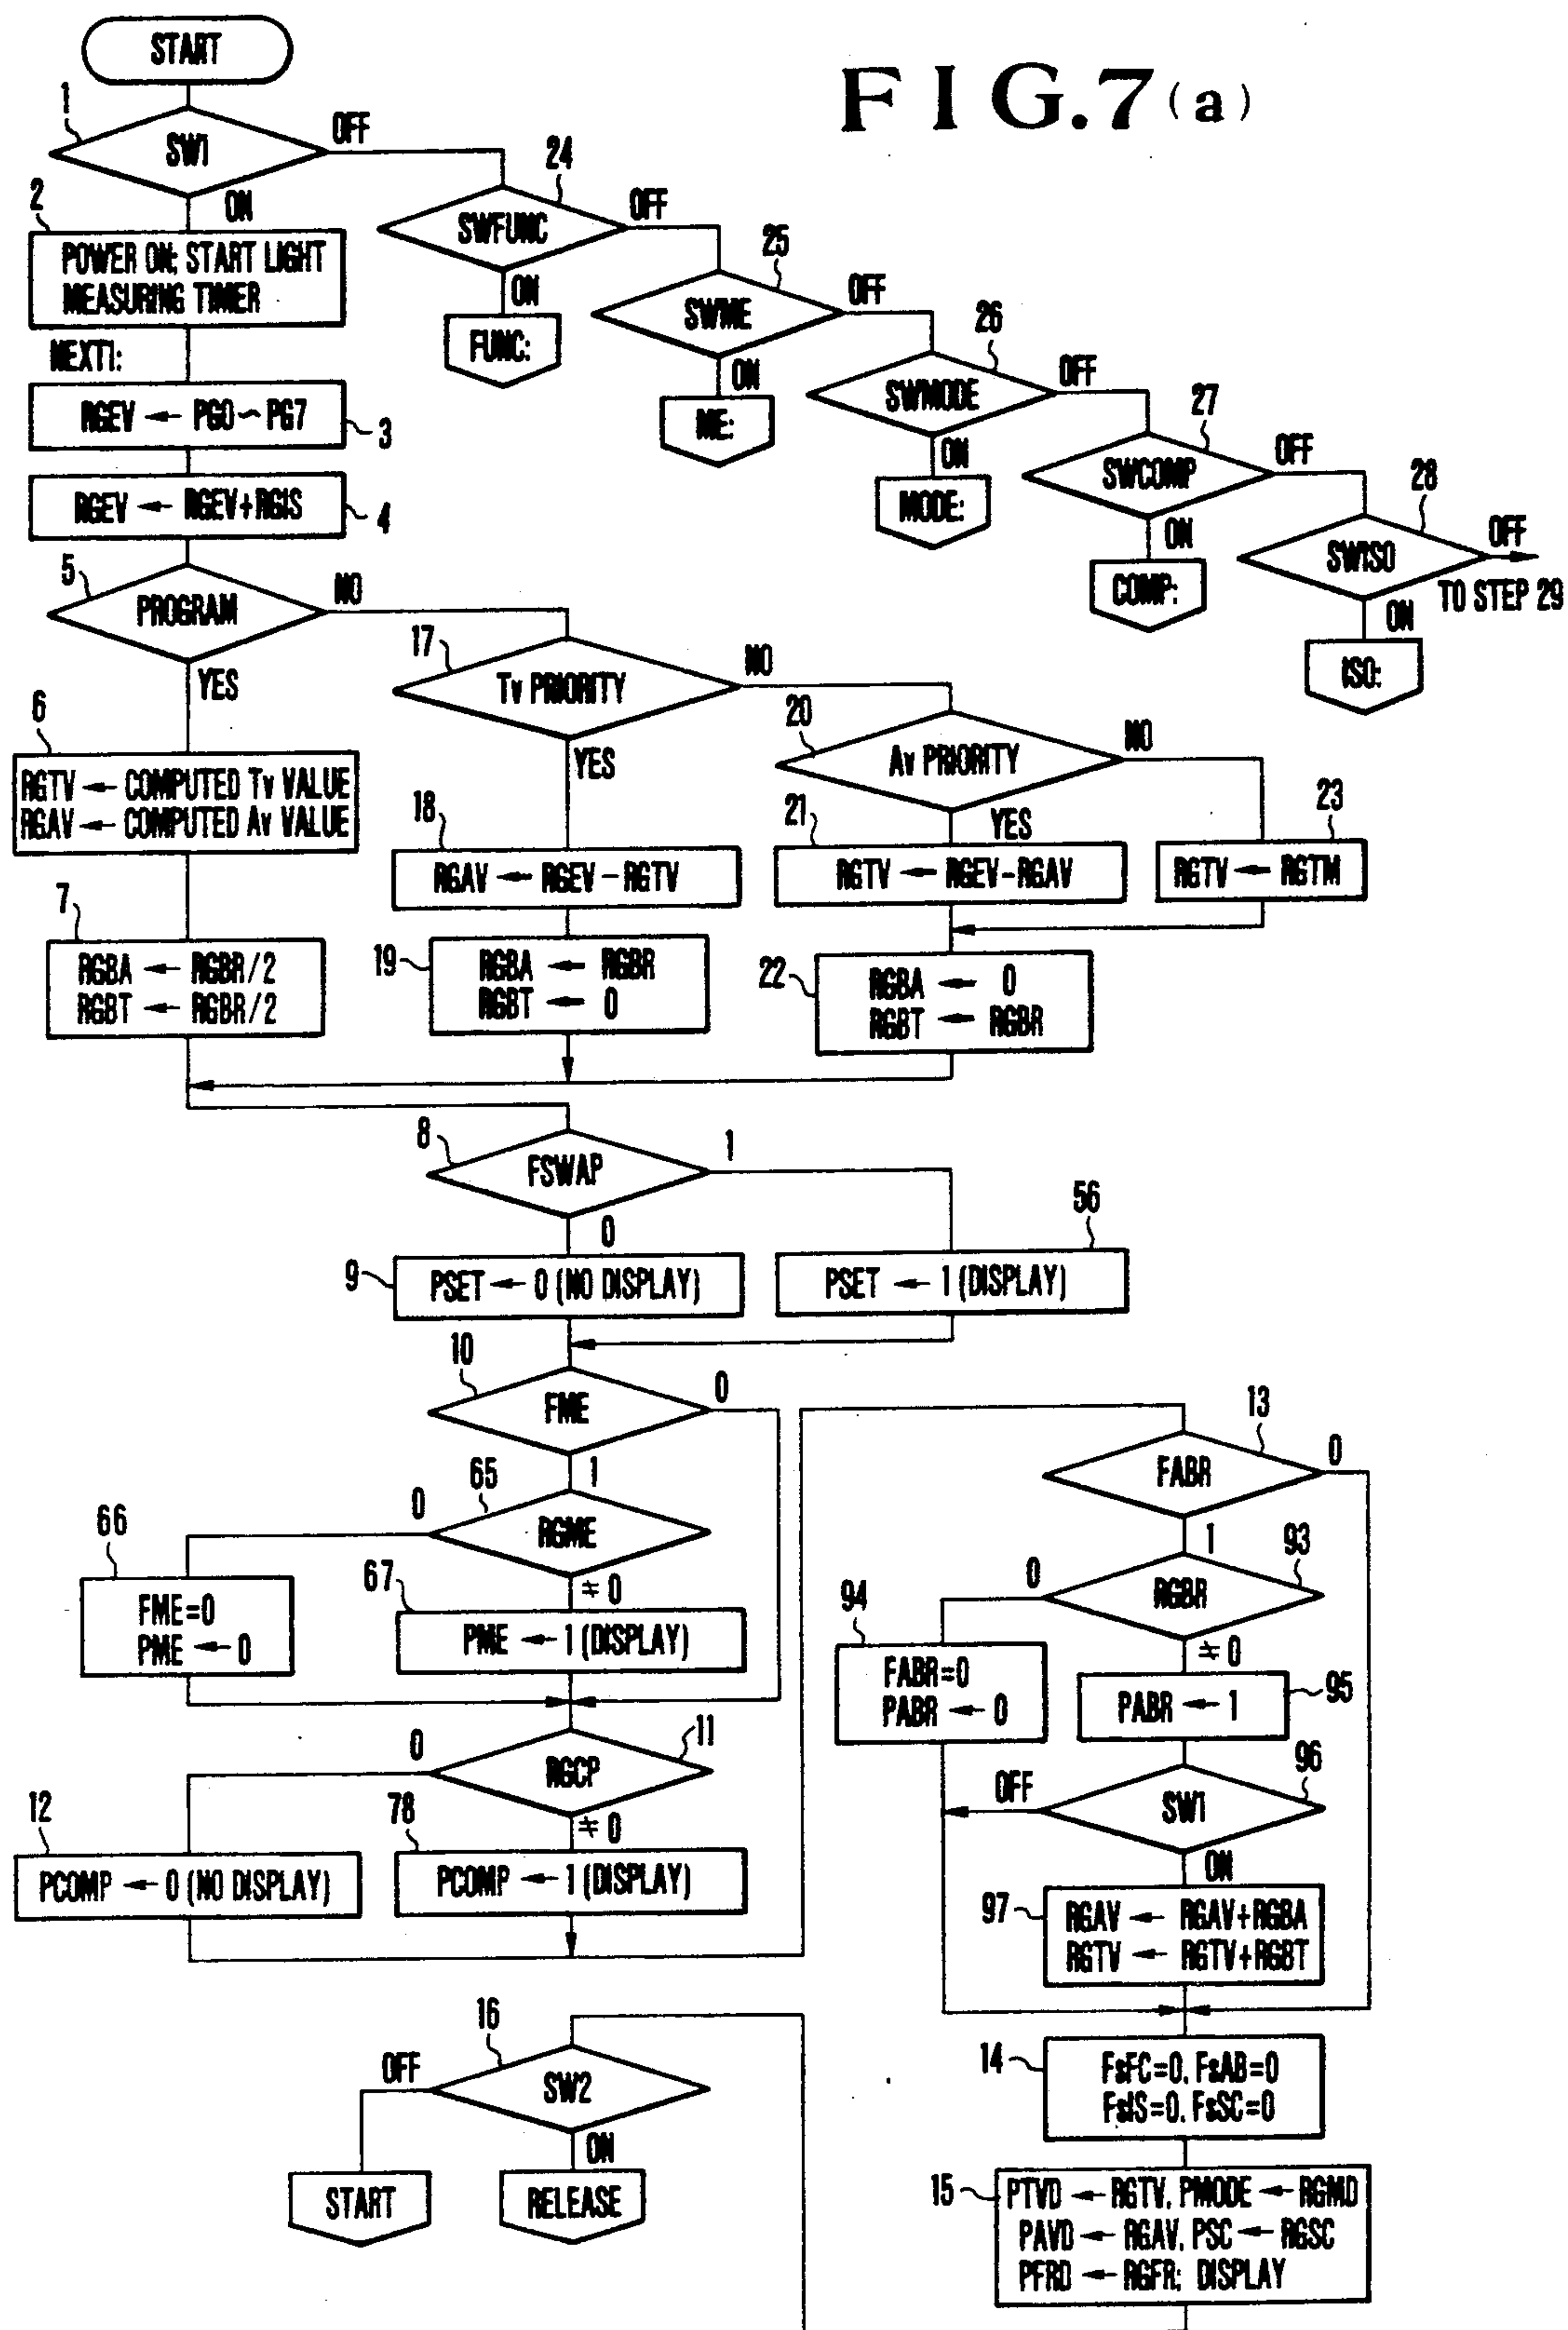 FIG.7(a)
START
1
SW1
OFF
ON
2
POWER ON; START LIGHT
MEASURING TIMER
24
SWFUNC
OFF
ON
FUNC:
25
SWME
OFF
ON
ME:
26
SWMODE
OFF
ON
MODE:
27
SWCOMP
OFF
ON
COMP:
28
SWISO
OFF
TO STEP 29
ON
ISO:
NEXT1:
RGEV ← PG0 ~ PG7
3
RGEV ← RGEV+RGIS
4
5
PROGRAM
NO
YES
6
RGTV ← COMPUTED Tv VALUE
RGAV ← COMPUTED Av VALUE
7
RGBA ← RGBR/2
RGBT ← RGBR/2
17
Tv PRIORITY
NO
YES
18
RGAV ← RGEV-RGTV
19
RGBA ← RGBR
RGBT ← 0
20
Av PRIORITY
NO
YES
21
RGTV ← RGEV-RGAV
23
RGTV ← RGTM
22
RGBA ← 0
RGBT ← RGBR
8
FSWAP
1
0
9
PSET ← 0 (NO DISPLAY)
56
PSET ← 1 (DISPLAY)
10
FME
0
1
65
RGME
0
≠ 0
66
FME=0
PME ← 0
67
PME ← 1 (DISPLAY)
11
RGCP
0
≠ 0
12
PCOMP ← 0 (NO DISPLAY)
78
PCOMP ← 1 (DISPLAY)
13
FABR
0
1
93
RGBR
0
≠ 0
94
FABR=0
PABR ← 0
PABR ← 1
95
96
SW1
OFF
ON
97
RGAV ← RGAV+RGBA
RGTV ← RGTV+RGBT
14
FsFC=0, FsAB=0
FsIS=0, FsSC=0
15
PTVD ← RGTV, PMODE ← RGMD
PAVD ← RGAV, PSC ← RGSC
PFRD ← RGFR; DISPLAY
16
SW2
OFF
ON
START
RELEASE